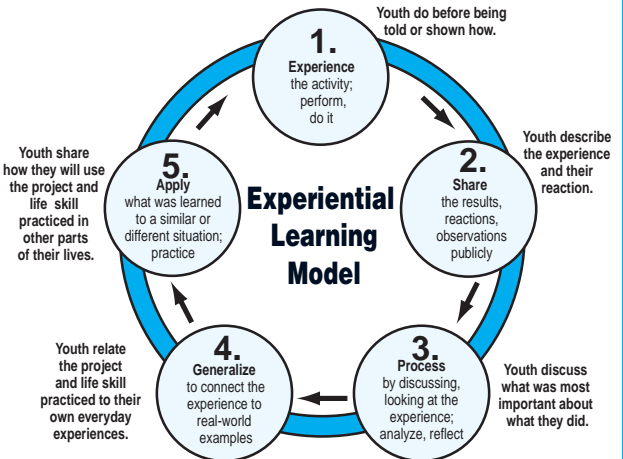 Youth do before being
told or shown how.
1.
Experience
the activity;
perform,
do it
Youth describe
the experience
and their
reaction.
2.
Share
the results,
reactions,
observations
publicly
Experiential
Learning
Model
Youth share
how they will use
the project and
life skill
practiced in
other parts
of their lives.
5.
Apply
what was learned
to a similar or
different situation;
practice
3.
Process
by discussing,
looking at the
experience;
analyze, reflect
Youth discuss
what was most
important about
what they did.
4.
Generalize
to connect the
experience to
real-world
examples
Youth relate
the project
and life skill
practiced to their
own everyday
experiences.